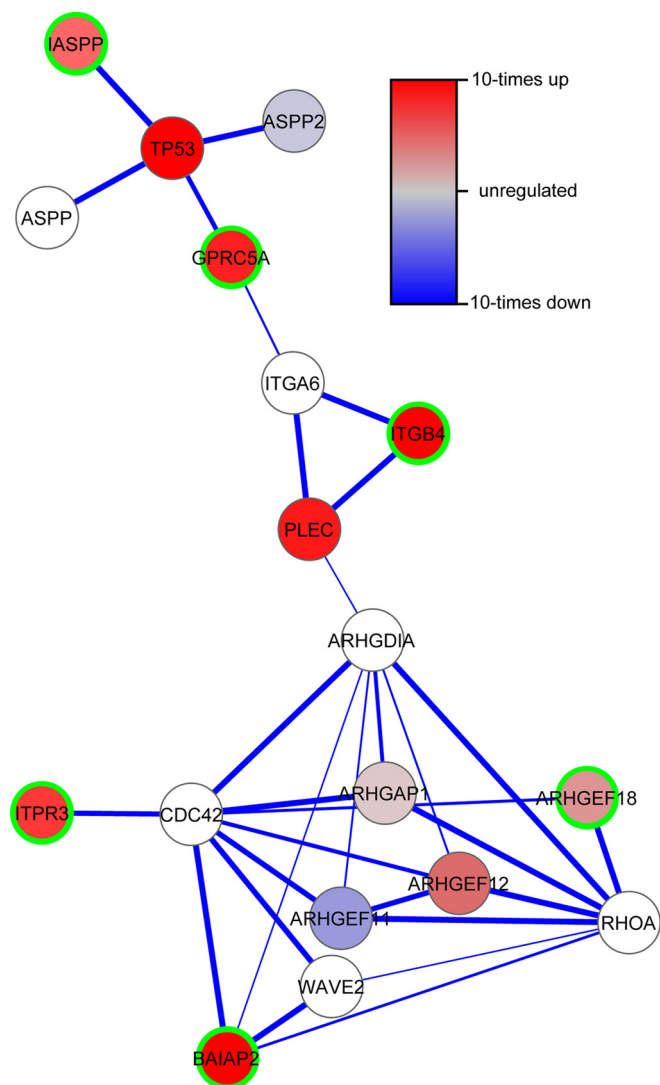 IASPP
10-times up
ASPP2
TP53
unregulated
ASPP
GPRC5A
10-times down
ITGA6
ITGB4
PLEC
ARHGDIA
ARHGAP1
ARHGEF18
ITPR3
CDC42
ARHGEF12
ARHGEF11
RHOA
WAVE2
BAIAP2